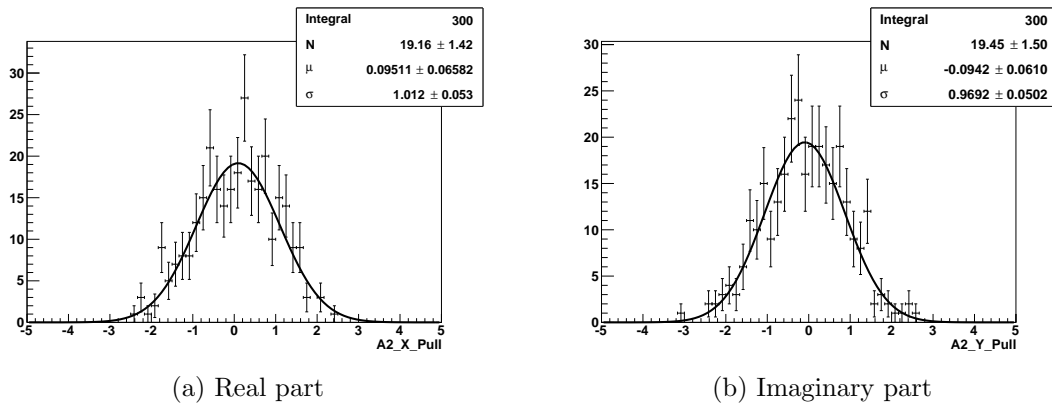 Integral 300
N 19.16 ± 1.42
μ 0.09511 ± 0.06582
σ 1.012 ± 0.053
30
25
20
15
10
5
0
-5 -4 -3 -2 -1 0 1 2 3 4 5
A2_X_Pull
(a) Real part
Integral 300
N 19.45 ± 1.50
μ -0.0942 ± 0.0610
σ 0.9692 ± 0.0502
30
25
20
15
10
5
0
-5 -4 -3 -2 -1 0 1 2 3 4 5
A2_Y_Pull
(b) Imaginary part